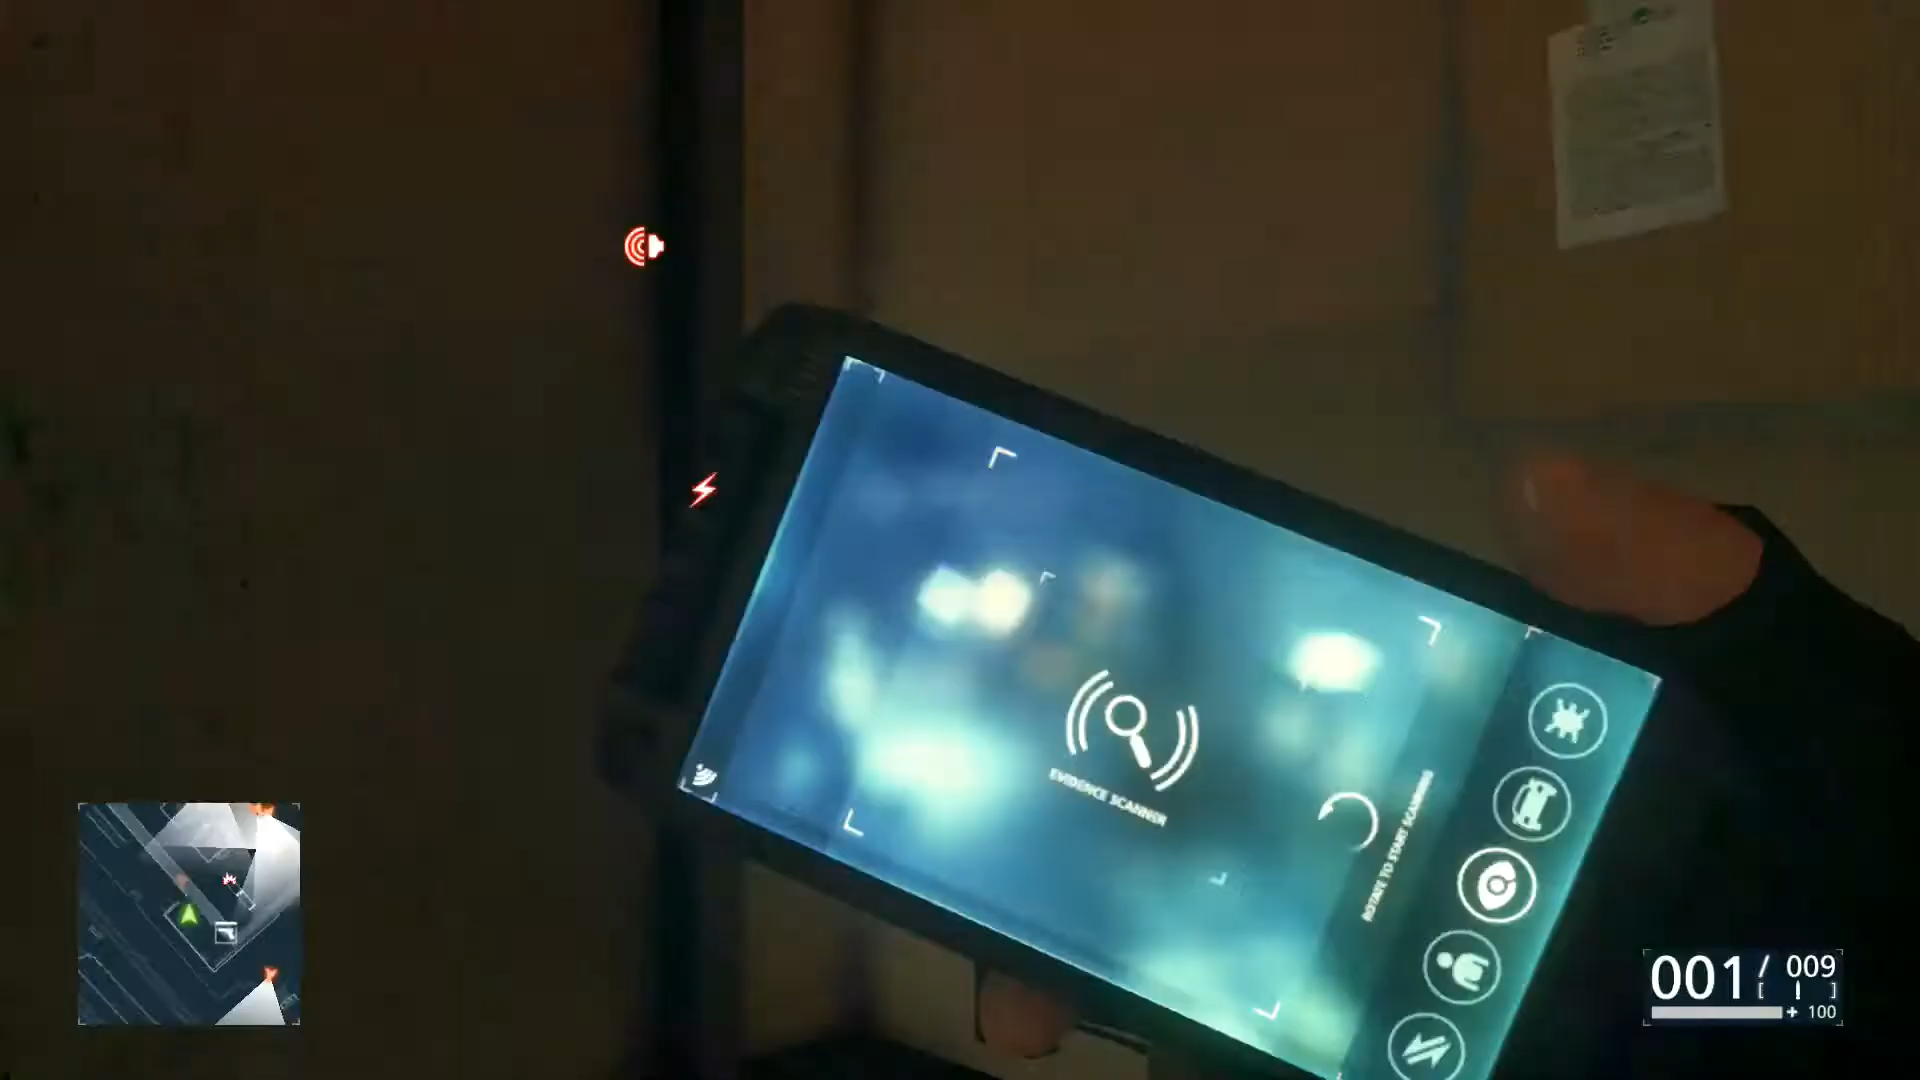 EVIDENCE SCANNER
ROTATE TO START SCANNING
001 / 009
[ | ]
+ 100